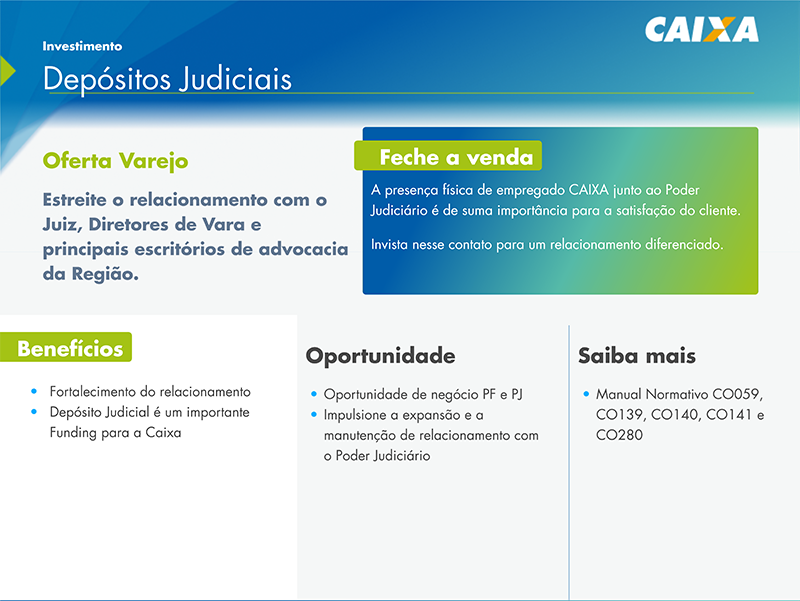 CAIXA
Investimento
Depósitos Judiciais
Oferta Varejo
Estreite o relacionamento com o
Juiz, Diretores de Vara e
principais escritórios de advocacia
da Região.
Feche a venda
A presença física de empregado CAIXA junto ao Poder
Judiciário é de suma importância para a satisfação do cliente.
Invista nesse contato para um relacionamento diferenciado.
Benefícios
• Fortalecimento do relacionamento
• Depósito Judicial é um importante
Funding para a Caixa
Oportunidade
• Oportunidade de negócio PF e PJ
• Impulsione a expansão e a
manutenção de relacionamento com
o Poder Judiciário
Saiba mais
• Manual Normativo CO059,
CO139, CO140, CO141 e
CO280